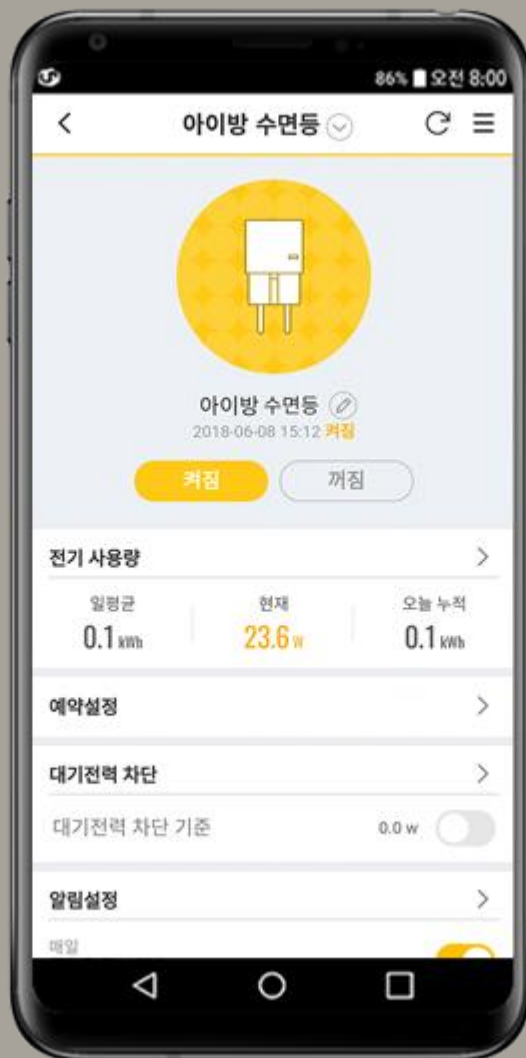 86% 오전 8:00
아이방 수면등
아이방 수면등
2018-06-08 15:12 켜짐
켜짐 꺼짐
전기 사용량
일평균 현재 오늘 누적
0.1 kWh 23.6 w 0.1 kWh
예약설정
대기전력 차단
대기전력 차단 기준 0.0 w
알림설정
매일